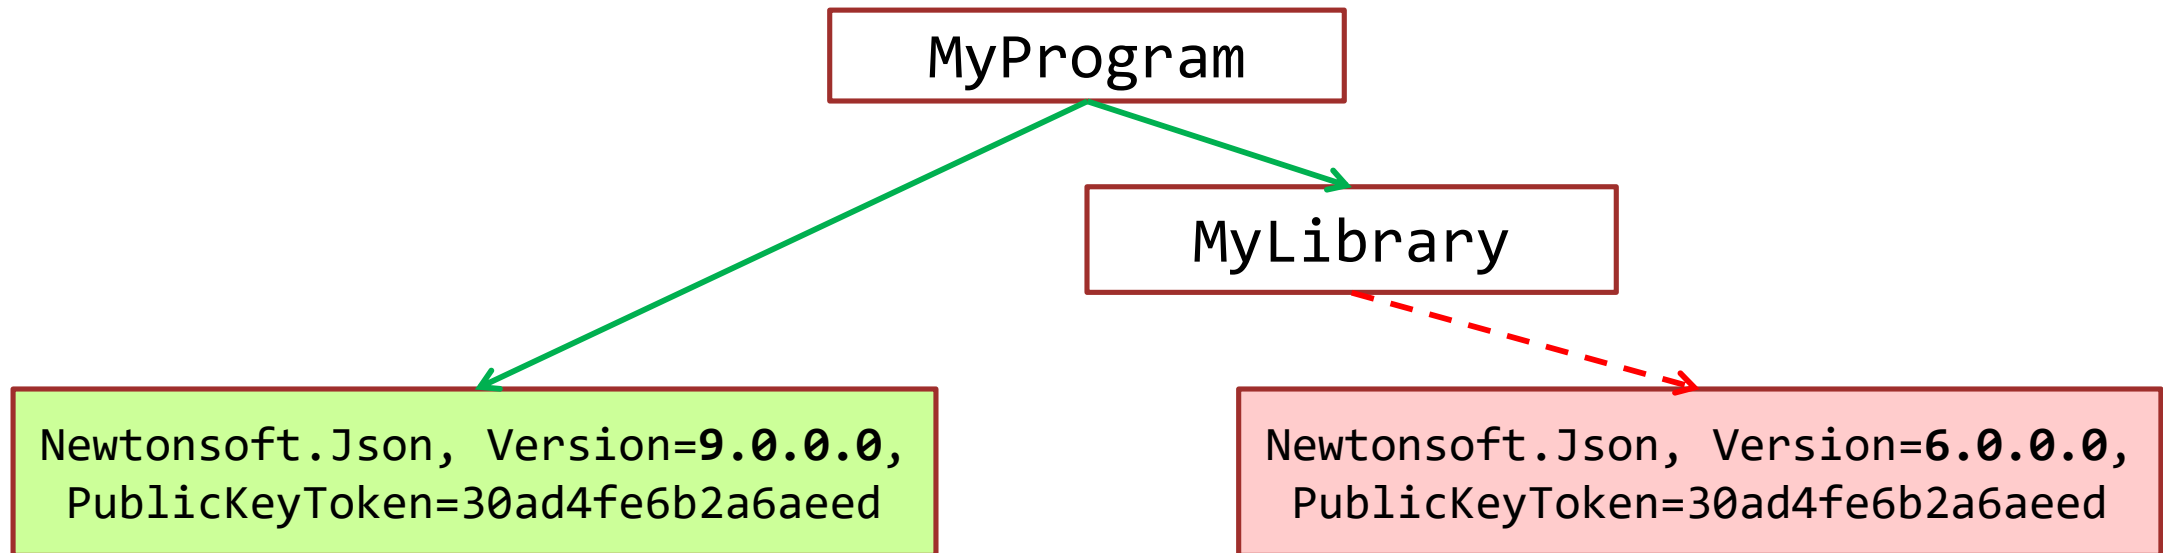 MyProgram
MyLibrary
Newtonsoft.Json, Version=9.0.0.0,
PublicKeyToken=30ad4fe6b2a6aeed
Newtonsoft.Json, Version=6.0.0.0,
PublicKeyToken=30ad4fe6b2a6aeed